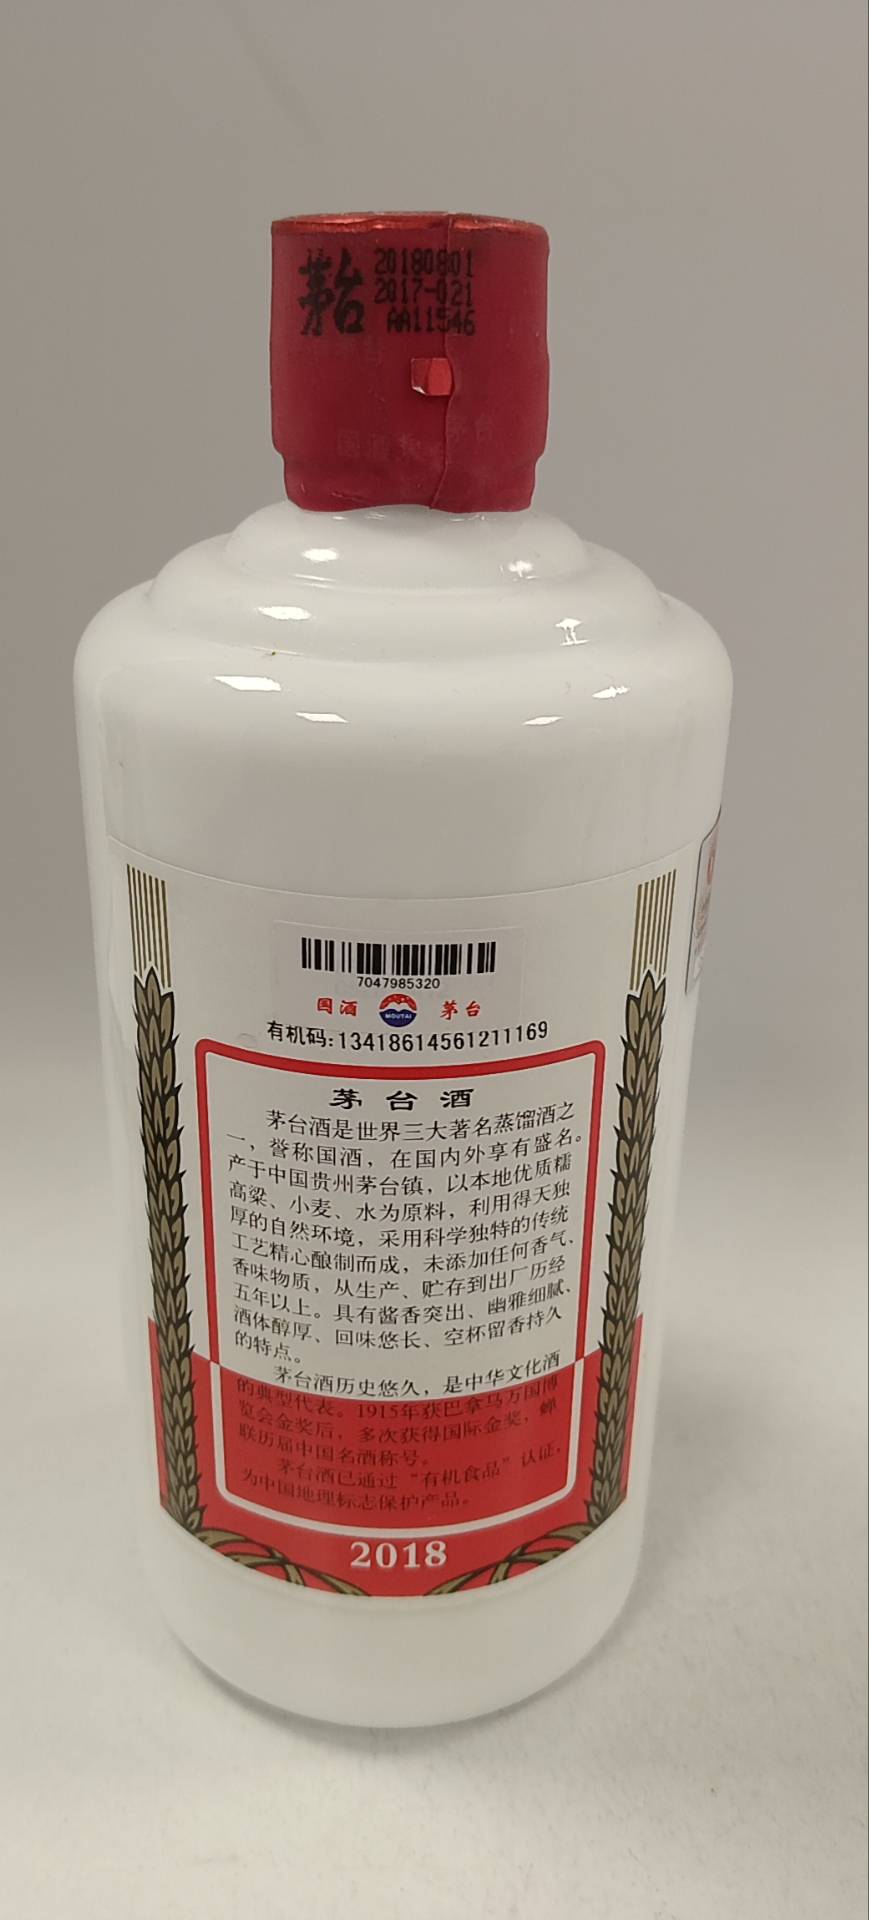 茅台
20180801
2017-021
AA11546
国酒
茅台
7047985320
国酒 MOUTAI 茅台
有机码:13418614561211169
茅台酒
茅台酒是世界三大著名蒸馏酒之
一，誉称国酒，在国内外享有盛名。
产于中国贵州茅台镇，以本地优质糯
高粱、小麦、水为原料，利用得天独
厚的自然环境，采用科学独特的传统
工艺精心酿制而成，未添加任何香气、
香味物质，从生产、贮存到出厂历经
五年以上。具有酱香突出、幽雅细腻、
酒体醇厚、回味悠长、空杯留香持久
的特点。
茅台酒历史悠久，是中华文化酒
的典型代表。1915年获巴拿马万国博
览会金奖后，多次获得国际金奖，蝉
联历届中国名酒称号。
茅台酒已通过“有机食品”认证，
为中国地理标志保护产品。
2018